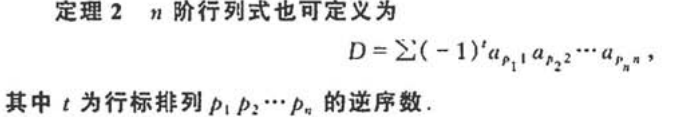 定理 2 n 阶行列式也可定义为
D = ∑(-1)^t a_{p_1 1} a_{p_2 2} ⋯ a_{p_n n},
其中 t 为行标排列 p_1 p_2 ⋯ p_n 的逆序数.